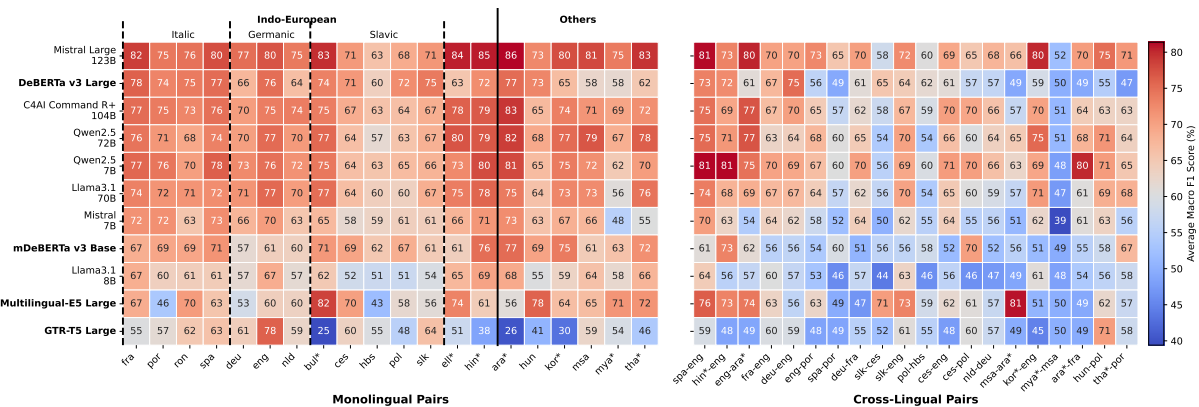 Indo-European
Others
Italic
Germanic
Slavic
Mistral Large
123B
82 75 76 80 77 80 75 83 71 63 68 71 84 85 86 73 80 81 75 83
81 73 80 70 70 73 65 70 58 72 60 74 65 68 66 80 52 70 75 71
DeBERTa v3 Large
78 74 75 77 66 76 64 74 71 60 72 75 63 72 77 73 65 58 58 62
73 72 61 67 75 56 49 61 64 64 62 61 57 57 49 59 51 49 55 47
C4AI Command R+
104B
77 75 73 76 70 77 72 77 67 63 64 67 78 78 83 65 74 71 69 72
75 69 77 67 70 65 57 62 58 67 59 70 70 66 67 71 51 64 63 63
Qwen2.5
72B
76 71 68 74 70 77 70 77 64 57 63 67 80 79 82 68 77 79 67 78
75 71 77 63 64 68 60 65 54 70 54 66 60 64 65 75 51 68 71 64
Qwen2.5
7B
77 76 70 78 73 76 72 75 64 63 65 66 73 80 81 65 75 72 62 70
81 81 75 70 69 67 60 70 56 69 60 71 70 66 63 69 48 80 71 65
Llama3.1
70B
74 72 71 72 71 77 70 77 64 60 60 67 75 78 75 64 73 73 56 76
74 68 69 67 67 64 57 62 56 70 54 65 60 59 57 71 47 61 69 68
Mistral
7B
72 72 63 73 66 70 63 65 58 59 61 61 66 71 73 63 72 63 48 55
70 63 54 64 62 58 52 64 50 62 55 64 55 56 51 62 39 51 63 56
mDeBERTa v3 Base
67 69 69 71 57 61 60 71 69 62 67 61 61 76 77 69 75 61 63 72
61 73 62 56 56 54 60 51 56 56 58 52 70 52 56 51 49 57 58 67
Llama3.1
8B
67 60 61 61 57 67 57 62 52 51 51 54 65 69 68 55 59 64 58 66
64 56 57 60 57 53 46 57 44 63 46 56 46 47 49 61 48 54 56 58
Multilingual-E5 Large
67 46 70 63 53 60 60 82 70 43 58 56 74 61 56 78 64 65 71 72
76 73 74 63 56 63 49 47 71 73 59 58 62 55 81 51 50 49 62 57
GTR-T5 Large
55 57 62 63 61 78 59 25 60 55 48 64 51 38 26 41 30 59 54 46
59 48 49 60 59 48 49 55 52 61 55 48 60 57 49 45 50 49 71 58
fra por ron spa deu eng nld bul* ces hbs pol slk ell* hin* ara* hun kor* msa mya* tha*
spa-eng hin*-eng eng-ara* fra-eng deu-eng eng-por spa-por deu-fra slk-ces slk-eng pol-hbs ces-eng ces-pol nld-deu msa-ara* kor*-eng mya*-msa ara*-fra hun-pol tha*-por
Monolingual Pairs
Cross-Lingual Pairs
80
75
70
65
60
55
50
45
40
Average Macro F1 Score (%)